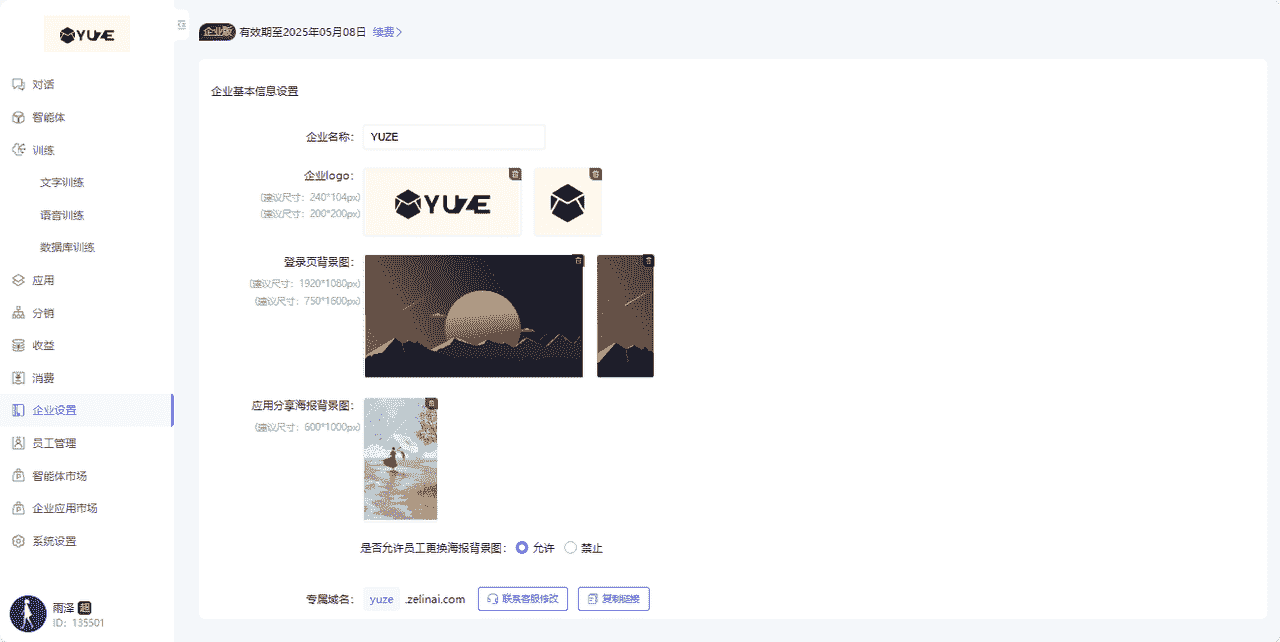 YUZE
企业版 有效期至2025年05月08日 续费
对话
智能体
训练
文字训练
语音训练
数据库训练
应用
分销
收益
消费
企业设置
员工管理
智能体市场
企业应用市场
系统设置
雨泽 超
ID: 135501
企业基本信息设置
企业名称: YUZE
企业logo:
(建议尺寸: 240*104px)
(建议尺寸: 200*200px)
YUZE
登录页背景图:
(建议尺寸: 1920*1080px)
(建议尺寸: 750*1600px)
应用分享海报背景图:
(建议尺寸: 600*1000px)
是否允许员工更换海报背景图: 允许 禁止
专属域名: yuze .zelinai.com 联系客服修改 复制链接